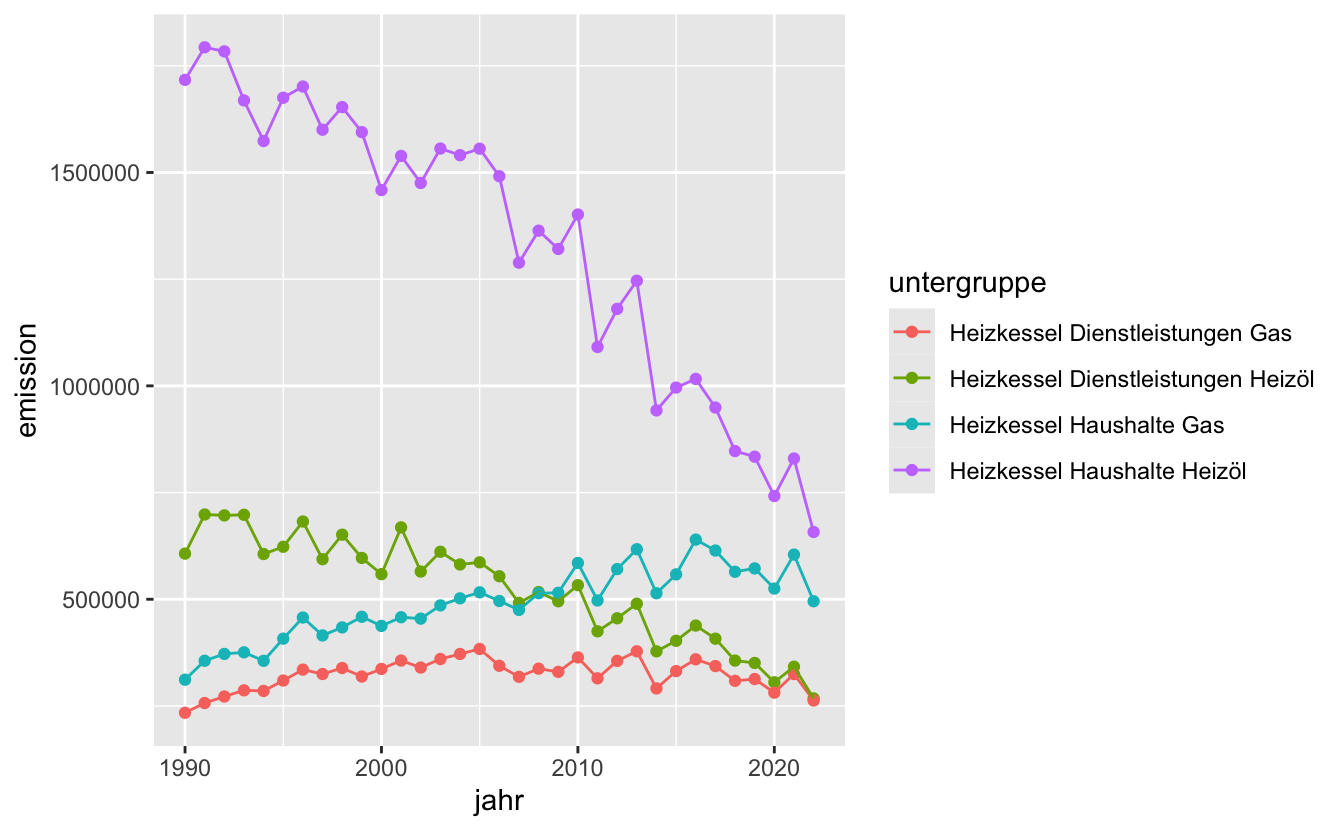 1500000
1000000
500000
emission
1990 2000 2010 2020
jahr
untergruppe
Heizkessel Dienstleistungen Gas
Heizkessel Dienstleistungen Heizöl
Heizkessel Haushalte Gas
Heizkessel Haushalte Heizöl